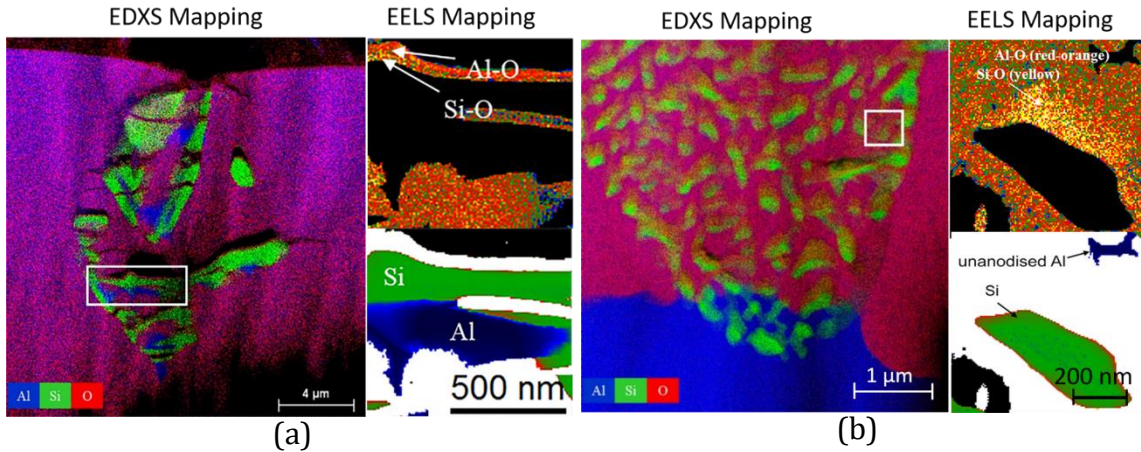 EDXS Mapping
EELS Mapping
Al-O
Si-O
Si
Al
500 nm
Al Si O
4 µm
(a)
EDXS Mapping
EELS Mapping
Al-O (red-orange)
Si-O (yellow)
unanodised Al
Si
200 nm
Al Si O
1 µm
(b)